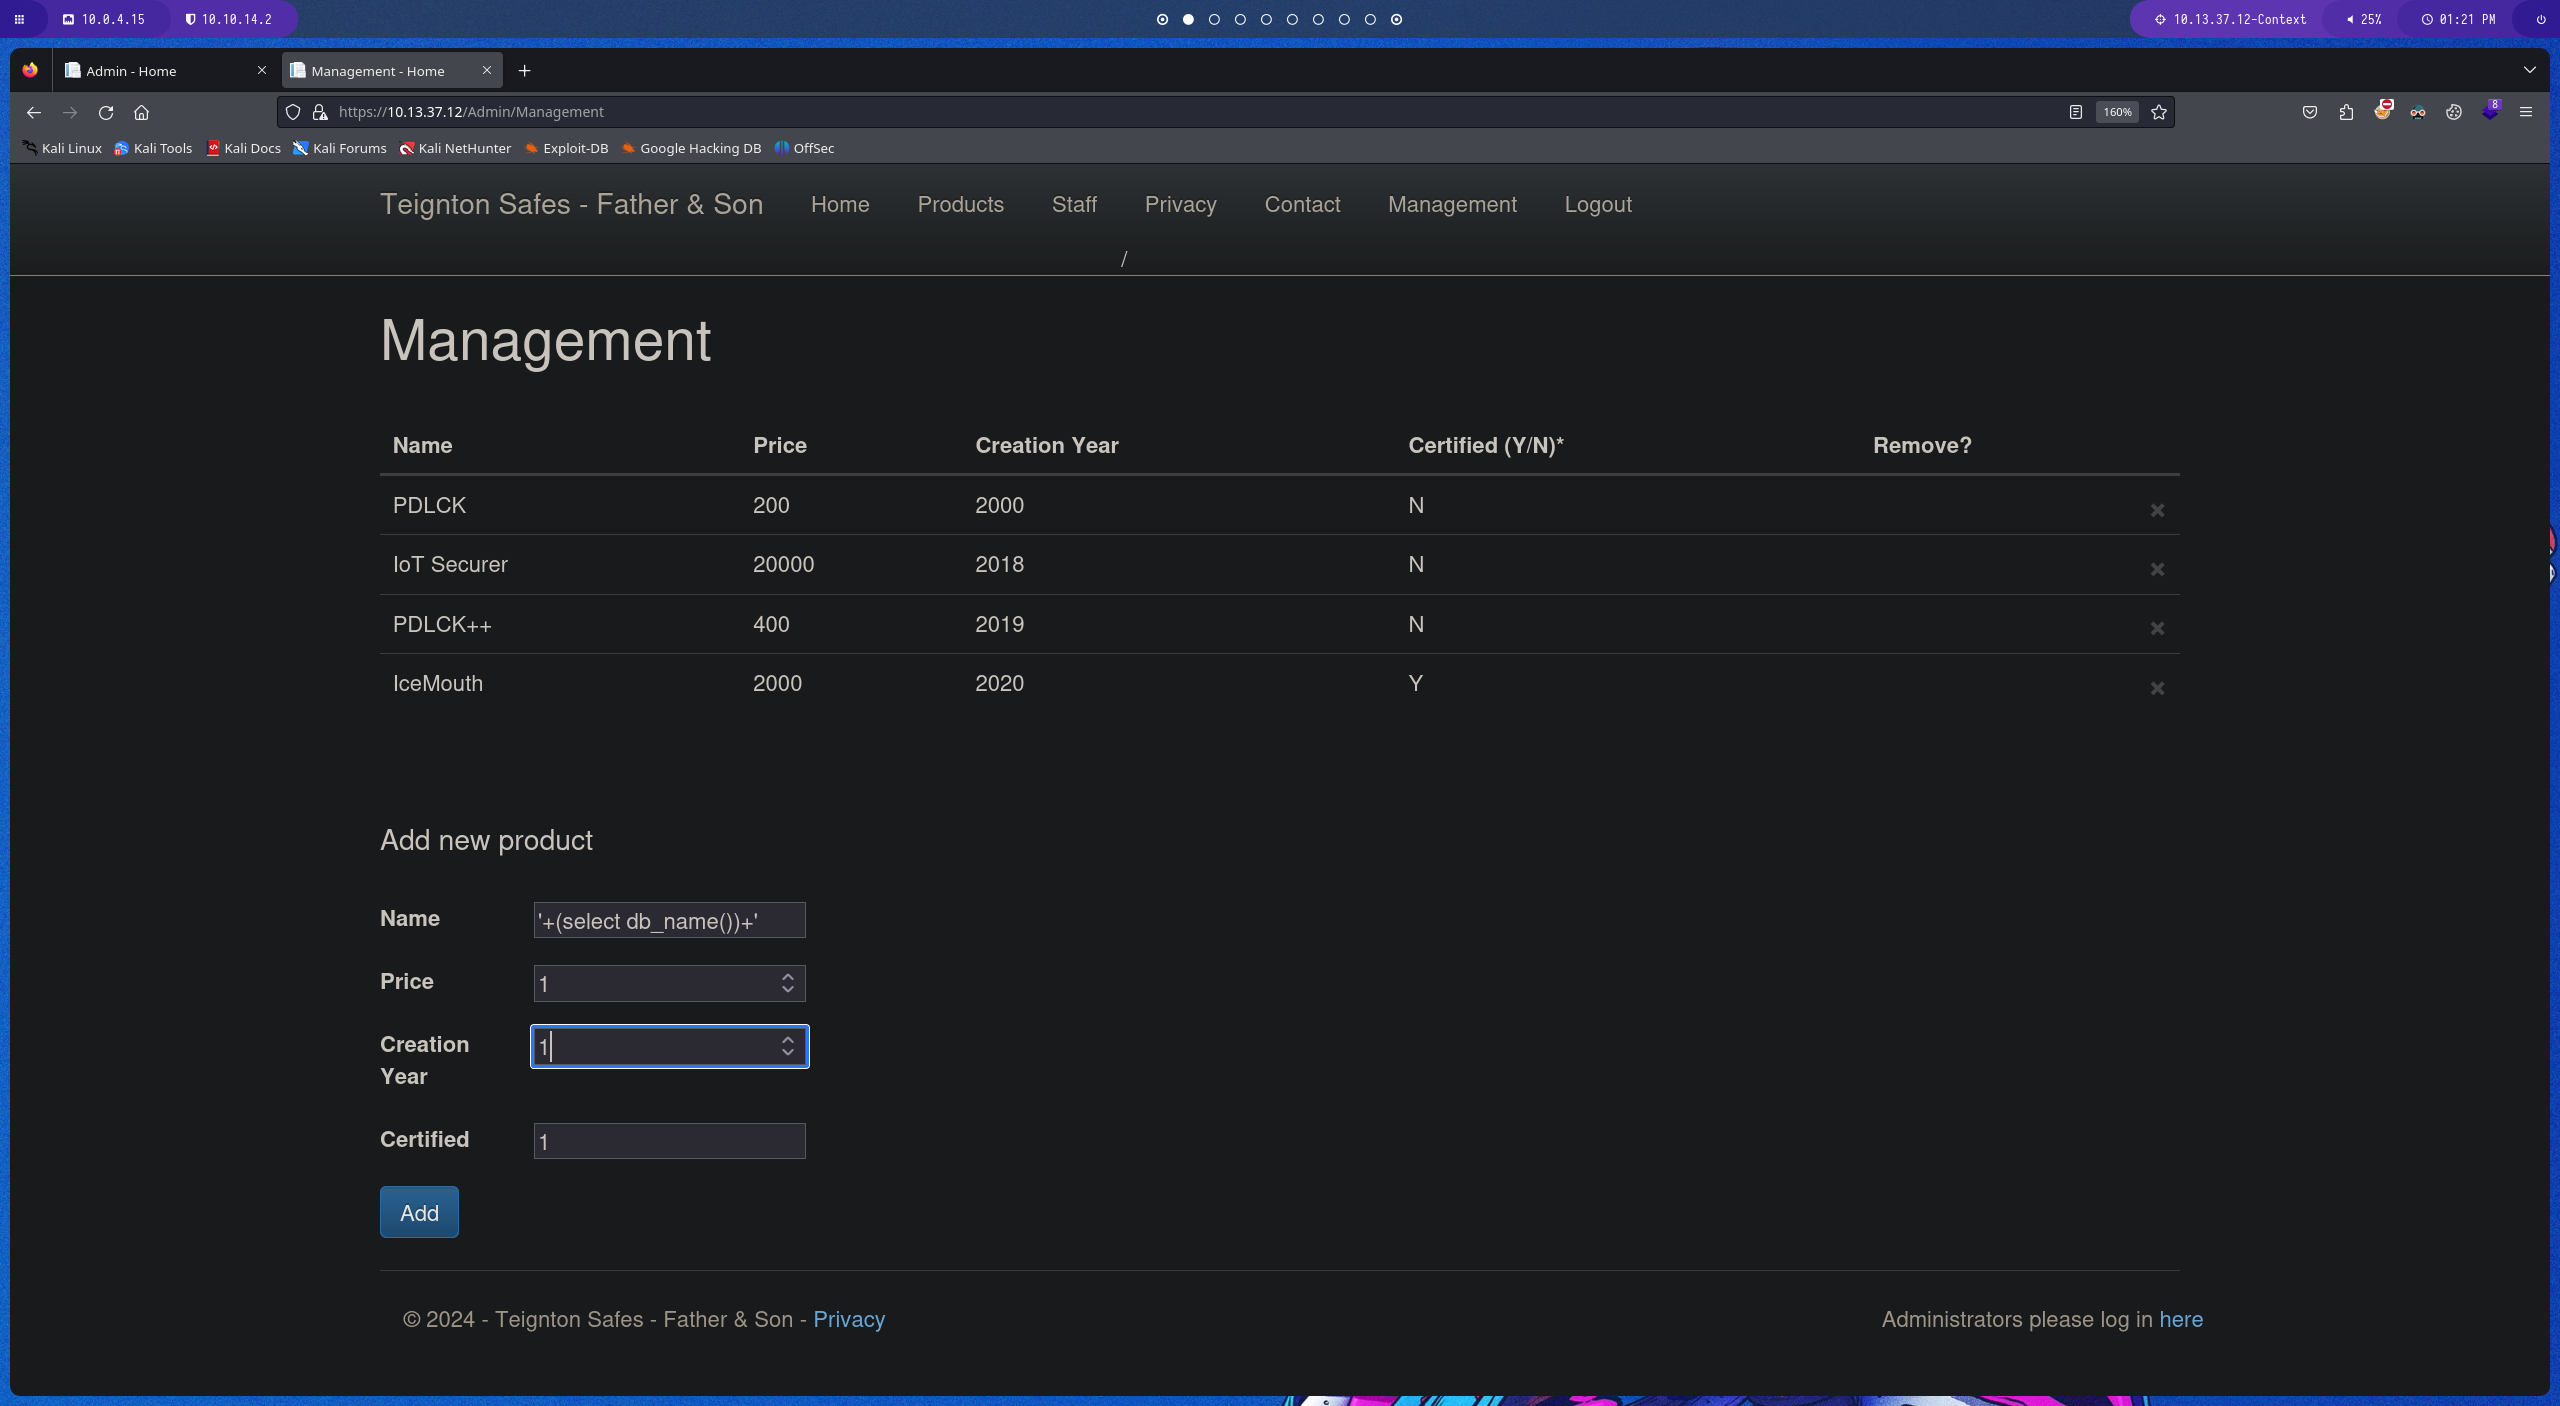 10.0.4.15 10.10.14.2 10.13.37.12-Context 25% 01:21 PM
Admin - Home Management - Home
https://10.13.37.12/Admin/Management 160% 8
Kali Linux Kali Tools Kali Docs Kali Forums Kali NetHunter Exploit-DB Google Hacking DB OffSec
Teignton Safes - Father & Son Home Products Staff Privacy Contact Management Logout
/
Management
Name Price Creation Year Certified (Y/N)* Remove?
PDLCK 200 2000 N
IoT Securer 20000 2018 N
PDLCK++ 400 2019 N
IceMouth 2000 2020 Y
Add new product
Name '+(select db_name())+'
Price 1
Creation Year 1
Certified 1
Add
© 2024 - Teignton Safes - Father & Son - Privacy Administrators please log in here